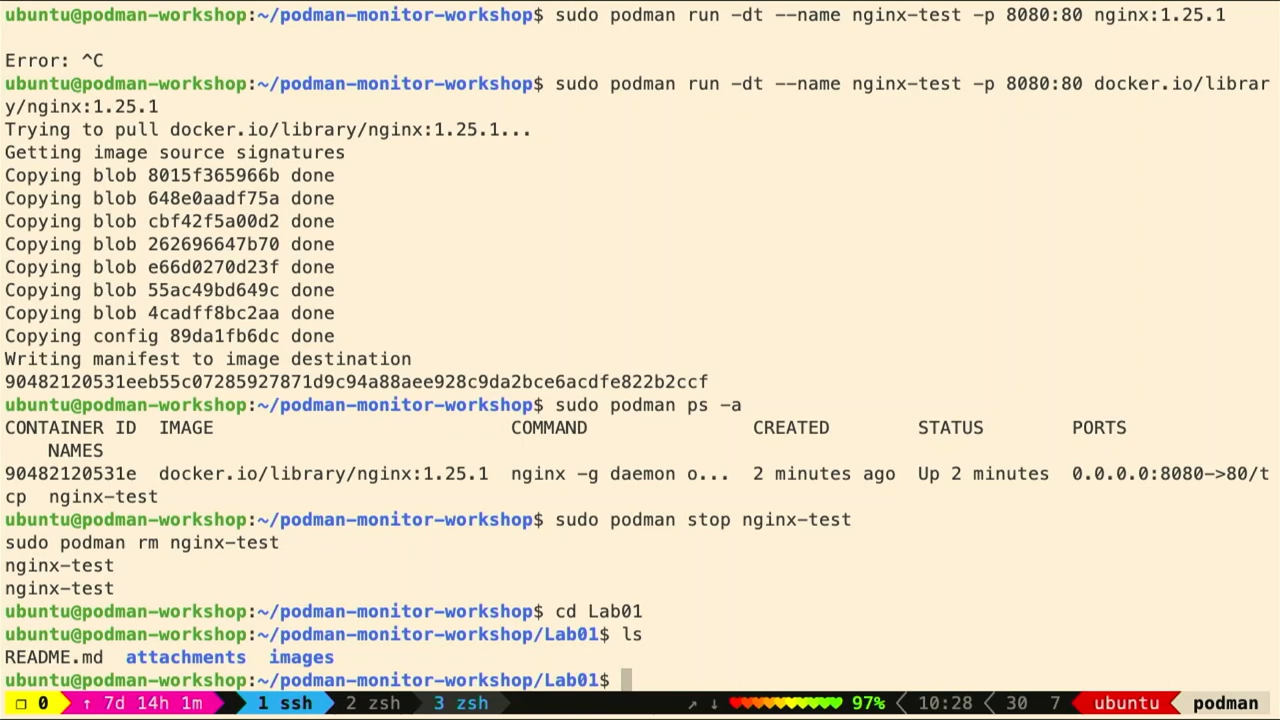 ubuntu@podman-workshop:~/podman-monitor-workshop$ sudo podman run -dt --name nginx-test -p 8080:80 nginx:1.25.1
Error: ^C
ubuntu@podman-workshop:~/podman-monitor-workshop$ sudo podman run -dt --name nginx-test -p 8080:80 docker.io/librar
y/nginx:1.25.1
Trying to pull docker.io/library/nginx:1.25.1...
Getting image source signatures
Copying blob 8015f365966b done
Copying blob 648e0aadf75a done
Copying blob cbf42f5a00d2 done
Copying blob 262696647b70 done
Copying blob e66d0270d23f done
Copying blob 55ac49bd649c done
Copying blob 4cadff8bc2aa done
Copying config 89da1fb6dc done
Writing manifest to image destination
90482120531eeb55c07285927871d9c94a88aee928c9da2bce6acdfe822b2ccf
ubuntu@podman-workshop:~/podman-monitor-workshop$ sudo podman ps -a
CONTAINER ID  IMAGE                           COMMAND               CREATED        STATUS        PORTS
    NAMES
90482120531e  docker.io/library/nginx:1.25.1  nginx -g daemon o...  2 minutes ago  Up 2 minutes  0.0.0.0:8080->80/t
cp  nginx-test
ubuntu@podman-workshop:~/podman-monitor-workshop$ sudo podman stop nginx-test
sudo podman rm nginx-test
nginx-test
nginx-test
ubuntu@podman-workshop:~/podman-monitor-workshop$ cd Lab01
ubuntu@podman-workshop:~/podman-monitor-workshop/Lab01$ ls
README.md  attachments  images
ubuntu@podman-workshop:~/podman-monitor-workshop/Lab01$
❐ 0 ↑ 7d 14h 1m 1 ssh 2 zsh 3 zsh ↗ ↓ ♥♥♥♥♥♥♥♥♥♥ 97% 10:28 30 7 ubuntu podman